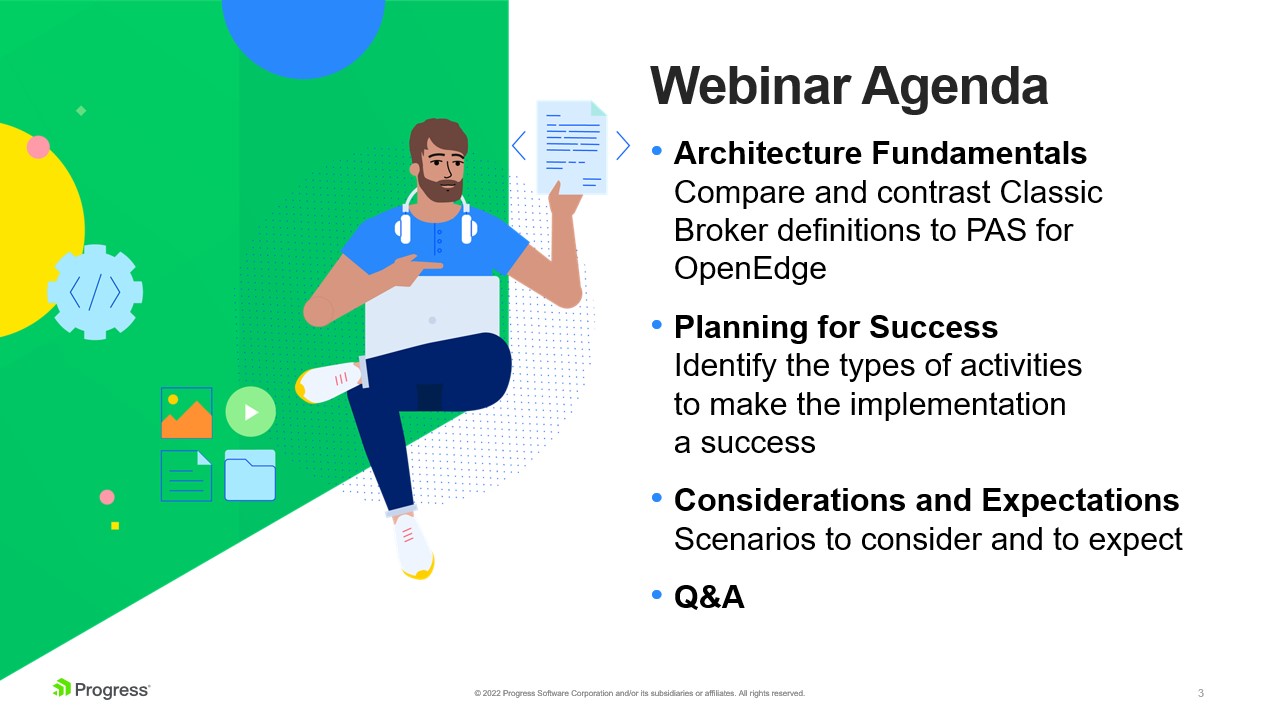 Webinar Agenda
• Architecture Fundamentals
Compare and contrast Classic
Broker definitions to PAS for
OpenEdge
• Planning for Success
Identify the types of activities
to make the implementation
a success
• Considerations and Expectations
Scenarios to consider and to expect
• Q&A
</>
Progress
© 2022 Progress Software Corporation and/or its subsidiaries or affiliates. All rights reserved.
3